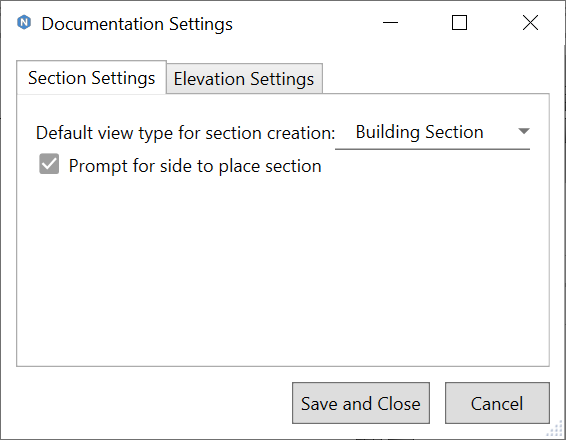 Documentation Settings
Section Settings
Elevation Settings
Default view type for section creation: Building Section
Prompt for side to place section
Save and Close
Cancel